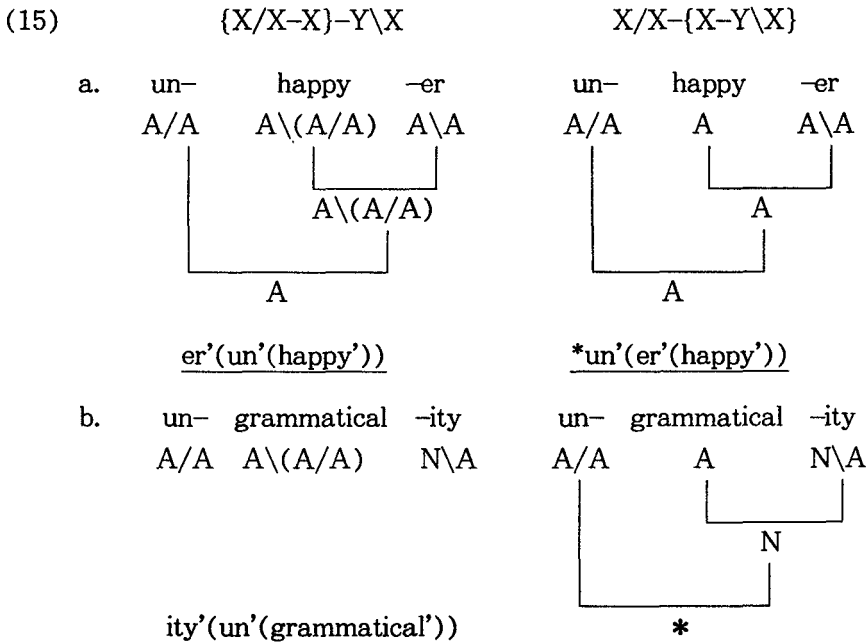 (15) {X/X–X}–Y\X X/X–{X–Y\X}
a. un– happy –er un– happy –er
A/A A\(A/A) A\A A/A A A\A
A\(A/A) A
A A
er’(un’(happy’)) *un’(er’(happy’))
b. un– grammatical –ity un– grammatical –ity
A/A A\(A/A) N\A A/A A N\A
N
ity’(un’(grammatical’)) *